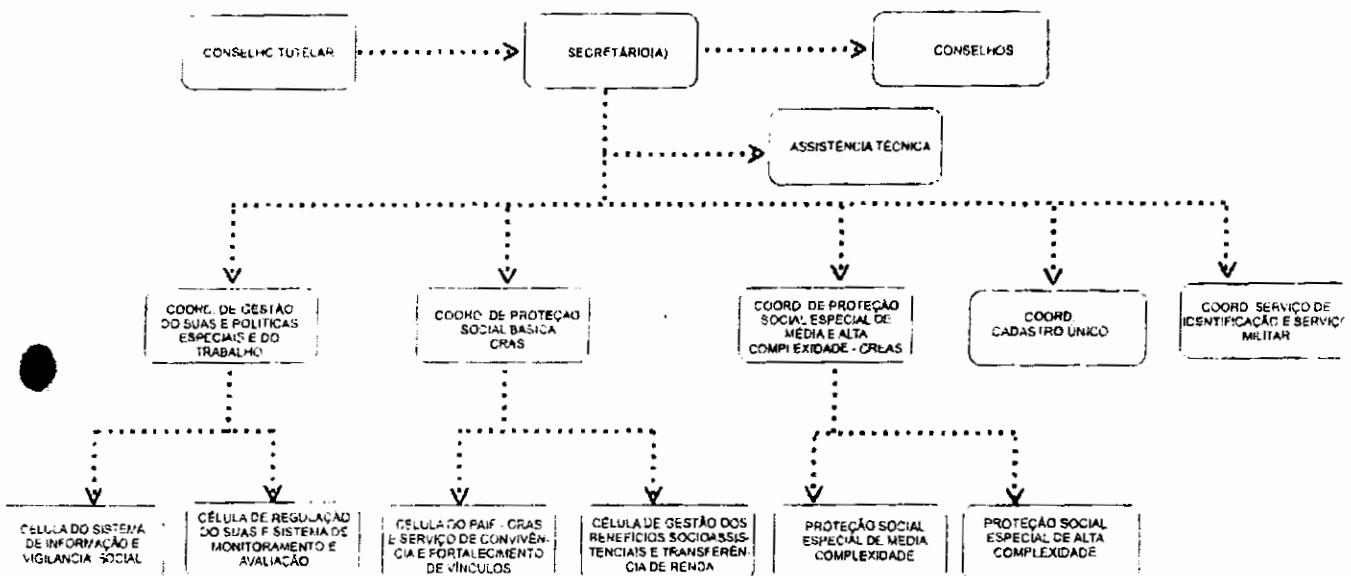 CONSELHO TUTELAR
SECRETÁRIO(A)
CONSELHOS
ASSISTÊNCIA TÉCNICA
COORD. DE GESTÃO
DO SUAS E POLÍTICAS
ESPECIAIS E DO
TRABALHO
COORD. DE PROTEÇÃO
SOCIAL BÁSICA
CRAS
COORD. DE PROTEÇÃO
SOCIAL ESPECIAL DE
MÉDIA E ALTA
COMPLEXIDADE - CREAS
COORD.
CADASTRO ÚNICO
COORD. SERVIÇO DE
IDENTIFICAÇÃO E SERVIÇO
MILITAR
CÉLULA DO SISTEMA
DE INFORMAÇÃO E
VIGILANCIA SOCIAL
CÉLULA DE REGULAÇÃO
DO SUAS E SISTEMA DE
MONITORAMENTO E
AVALIAÇÃO
CÉLULA DO PAIF - CRAS
E SERVIÇO DE CONVIVÊN-
CIA E FORTALECIMENTO
DE VÍNCULOS
CÉLULA DE GESTÃO DOS
BENEFÍCIOS SOCIOASSIS-
TENCIAIS E TRANSFERÊN-
CIA DE RENDA
PROTEÇÃO SOCIAL
ESPECIAL DE MÉDIA
COMPLEXIDADE
PROTEÇÃO SOCIAL
ESPECIAL DE ALTA
COMPLEXIDADE